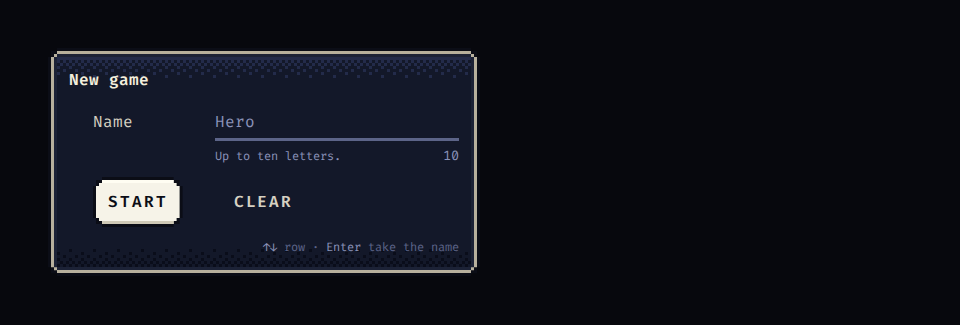 New game
Name Hero
Up to ten letters. 10
START CLEAR
↑↓ row · Enter take the name